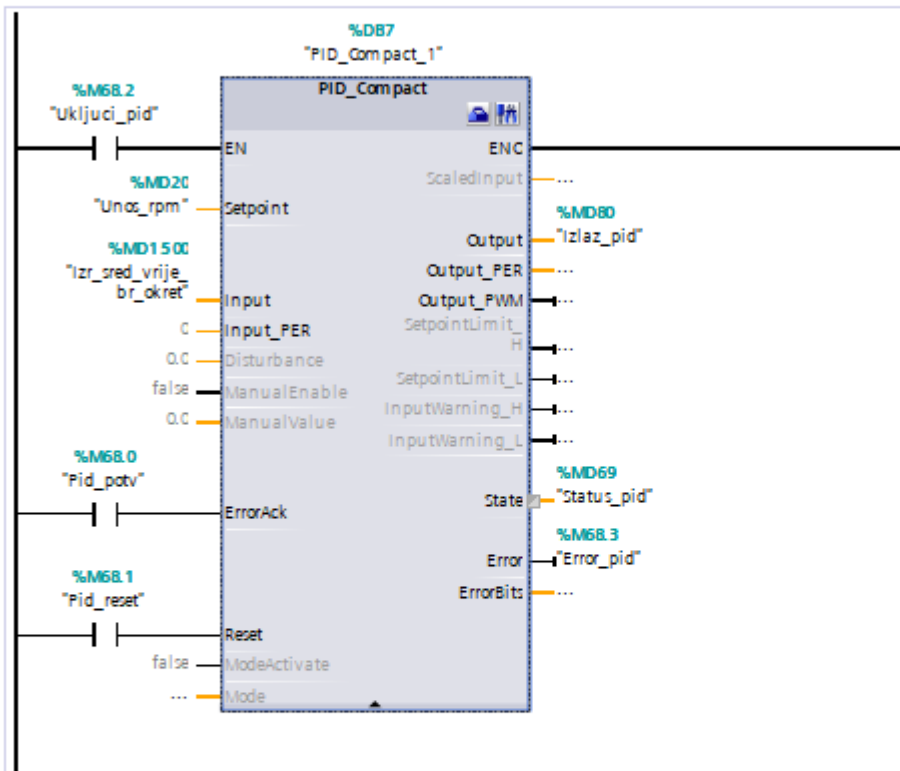 %DB7
"PID_Compact_1"
PID_Compact
%M68.2
"Ukljuci_pid"
EN
ENO
ScaledInput
...
%MD20
"Unos_rpm"
Setpoint
%MD80
"Izlaz_pid"
Output
%MD1500
"Izr_sred_vrije_
br_okret"
Output_PER
...
Input
Output_PWM
...
0
Input_PER
SetpointLimit_
H
...
0.0
Disturbance
SetpointLimit_L
...
false
ManualEnable
InputWarning_H
...
0.0
ManualValue
InputWarning_L
...
%M68.0
"Pid_potv"
ErrorAck
%MD69
"Status_pid"
State
%M68.3
"Error_pid"
Error
%M68.1
"Pid_reset"
ErrorBits
...
Reset
false
ModeActivate
...
Mode